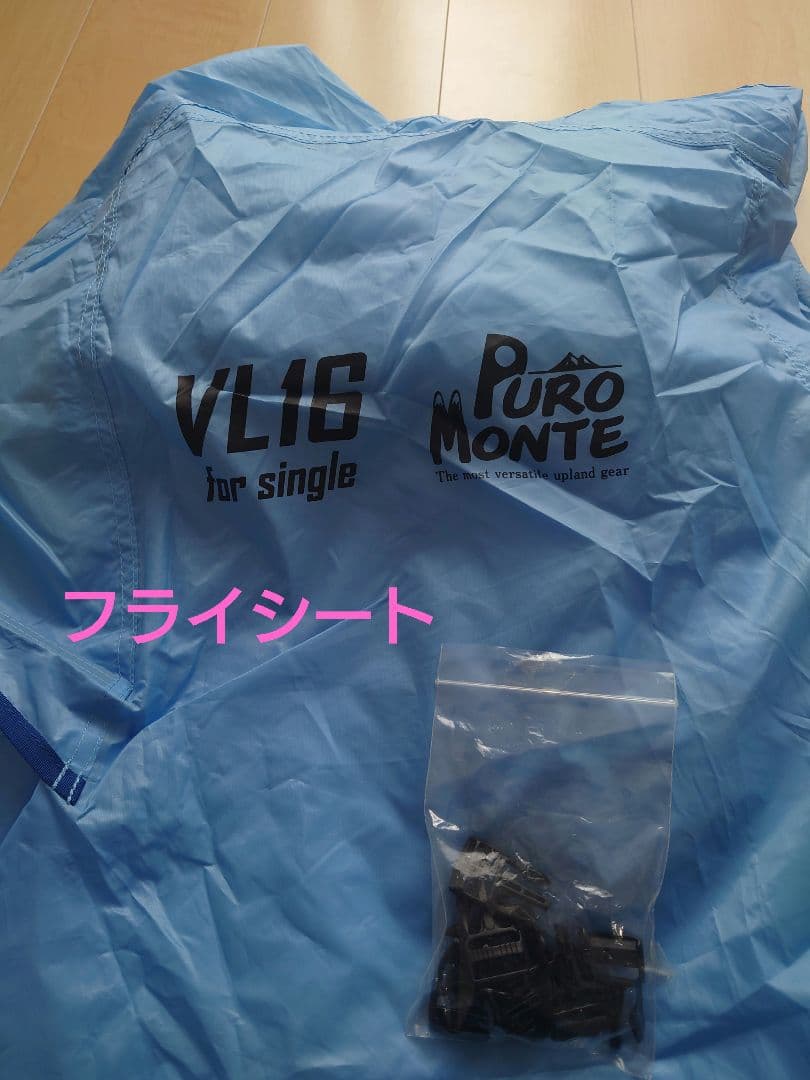 VL16
for single
PURO
MONTE
The most versatile upland gear
フライシート